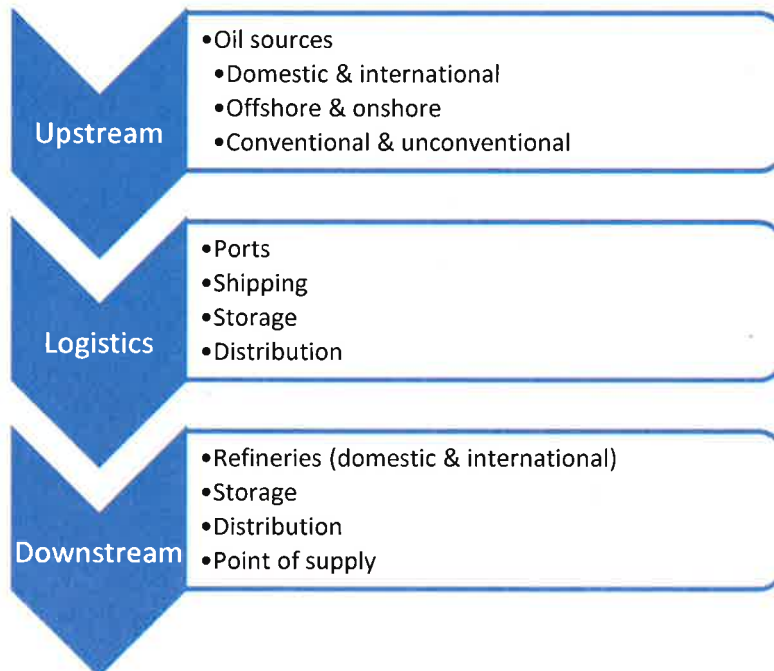 Upstream
•Oil sources
•Domestic & international
•Offshore & onshore
•Conventional & unconventional
Logistics
•Ports
•Shipping
•Storage
•Distribution
Downstream
•Refineries (domestic & international)
•Storage
•Distribution
•Point of supply